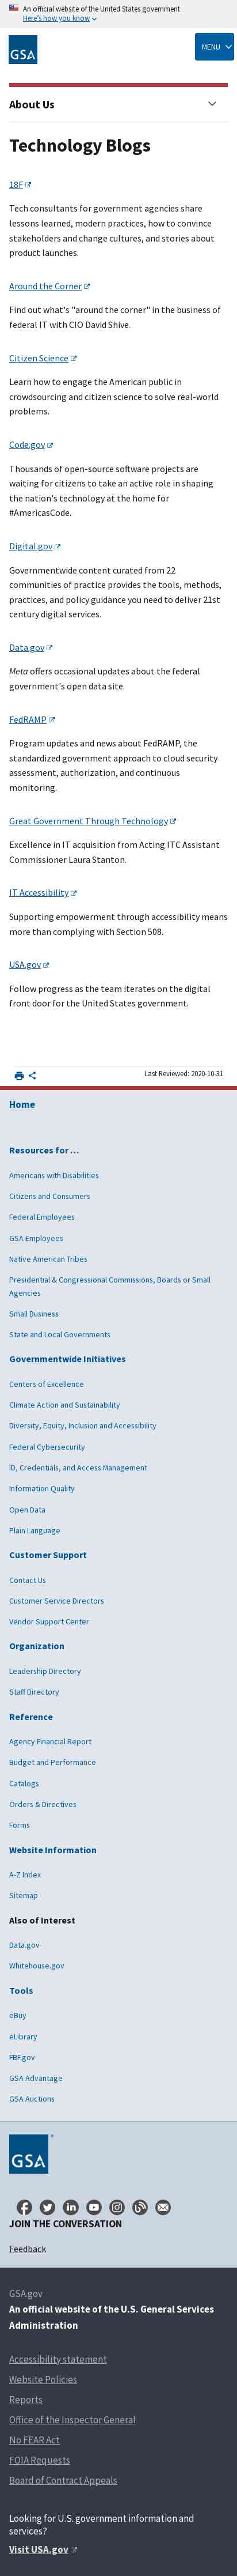 An official website of the United States government
Here's how you know
GSA
MENU
About Us
Technology Blogs
18F
Tech consultants for government agencies share
lessons learned, modern practices, how to convince
stakeholders and change cultures, and stories about
product launches.
Around the Corner
Find out what's "around the corner" in the business of
federal IT with CIO David Shive.
Citizen Science
Learn how to engage the American public in
crowdsourcing and citizen science to solve real-world
problems.
Code.gov
Thousands of open-source software projects are
waiting for citizens to take an active role in shaping
the nation's technology at the home for
#AmericasCode.
Digital.gov
Governmentwide content curated from 22
communities of practice provides the tools, methods,
practices, and policy guidance you need to deliver 21st
century digital services.
Data.gov
Meta offers occasional updates about the federal
government's open data site.
FedRAMP
Program updates and news about FedRAMP, the
standardized government approach to cloud security
assessment, authorization, and continuous
monitoring.
Great Government Through Technology
Excellence in IT acquisition from Acting ITC Assistant
Commissioner Laura Stanton.
IT Accessibility
Supporting empowerment through accessibility means
more than complying with Section 508.
USA.gov
Follow progress as the team iterates on the digital
front door for the United States government.
Last Reviewed: 2020-10-31
Home
Resources for …
Americans with Disabilities
Citizens and Consumers
Federal Employees
GSA Employees
Native American Tribes
Presidential & Congressional Commissions, Boards or Small
Agencies
Small Business
State and Local Governments
Governmentwide Initiatives
Centers of Excellence
Climate Action and Sustainability
Diversity, Equity, Inclusion and Accessibility
Federal Cybersecurity
ID, Credentials, and Access Management
Information Quality
Open Data
Plain Language
Customer Support
Contact Us
Customer Service Directors
Vendor Support Center
Organization
Leadership Directory
Staff Directory
Reference
Agency Financial Report
Budget and Performance
Catalogs
Orders & Directives
Forms
Website Information
A-Z Index
Sitemap
Also of Interest
Data.gov
Whitehouse.gov
Tools
eBuy
eLibrary
FBF.gov
GSA Advantage
GSA Auctions
GSA
JOIN THE CONVERSATION
Feedback
GSA.gov
An official website of the U.S. General Services
Administration
Accessibility statement
Website Policies
Reports
Office of the Inspector General
No FEAR Act
FOIA Requests
Board of Contract Appeals
Looking for U.S. government information and
services?
Visit USA.gov